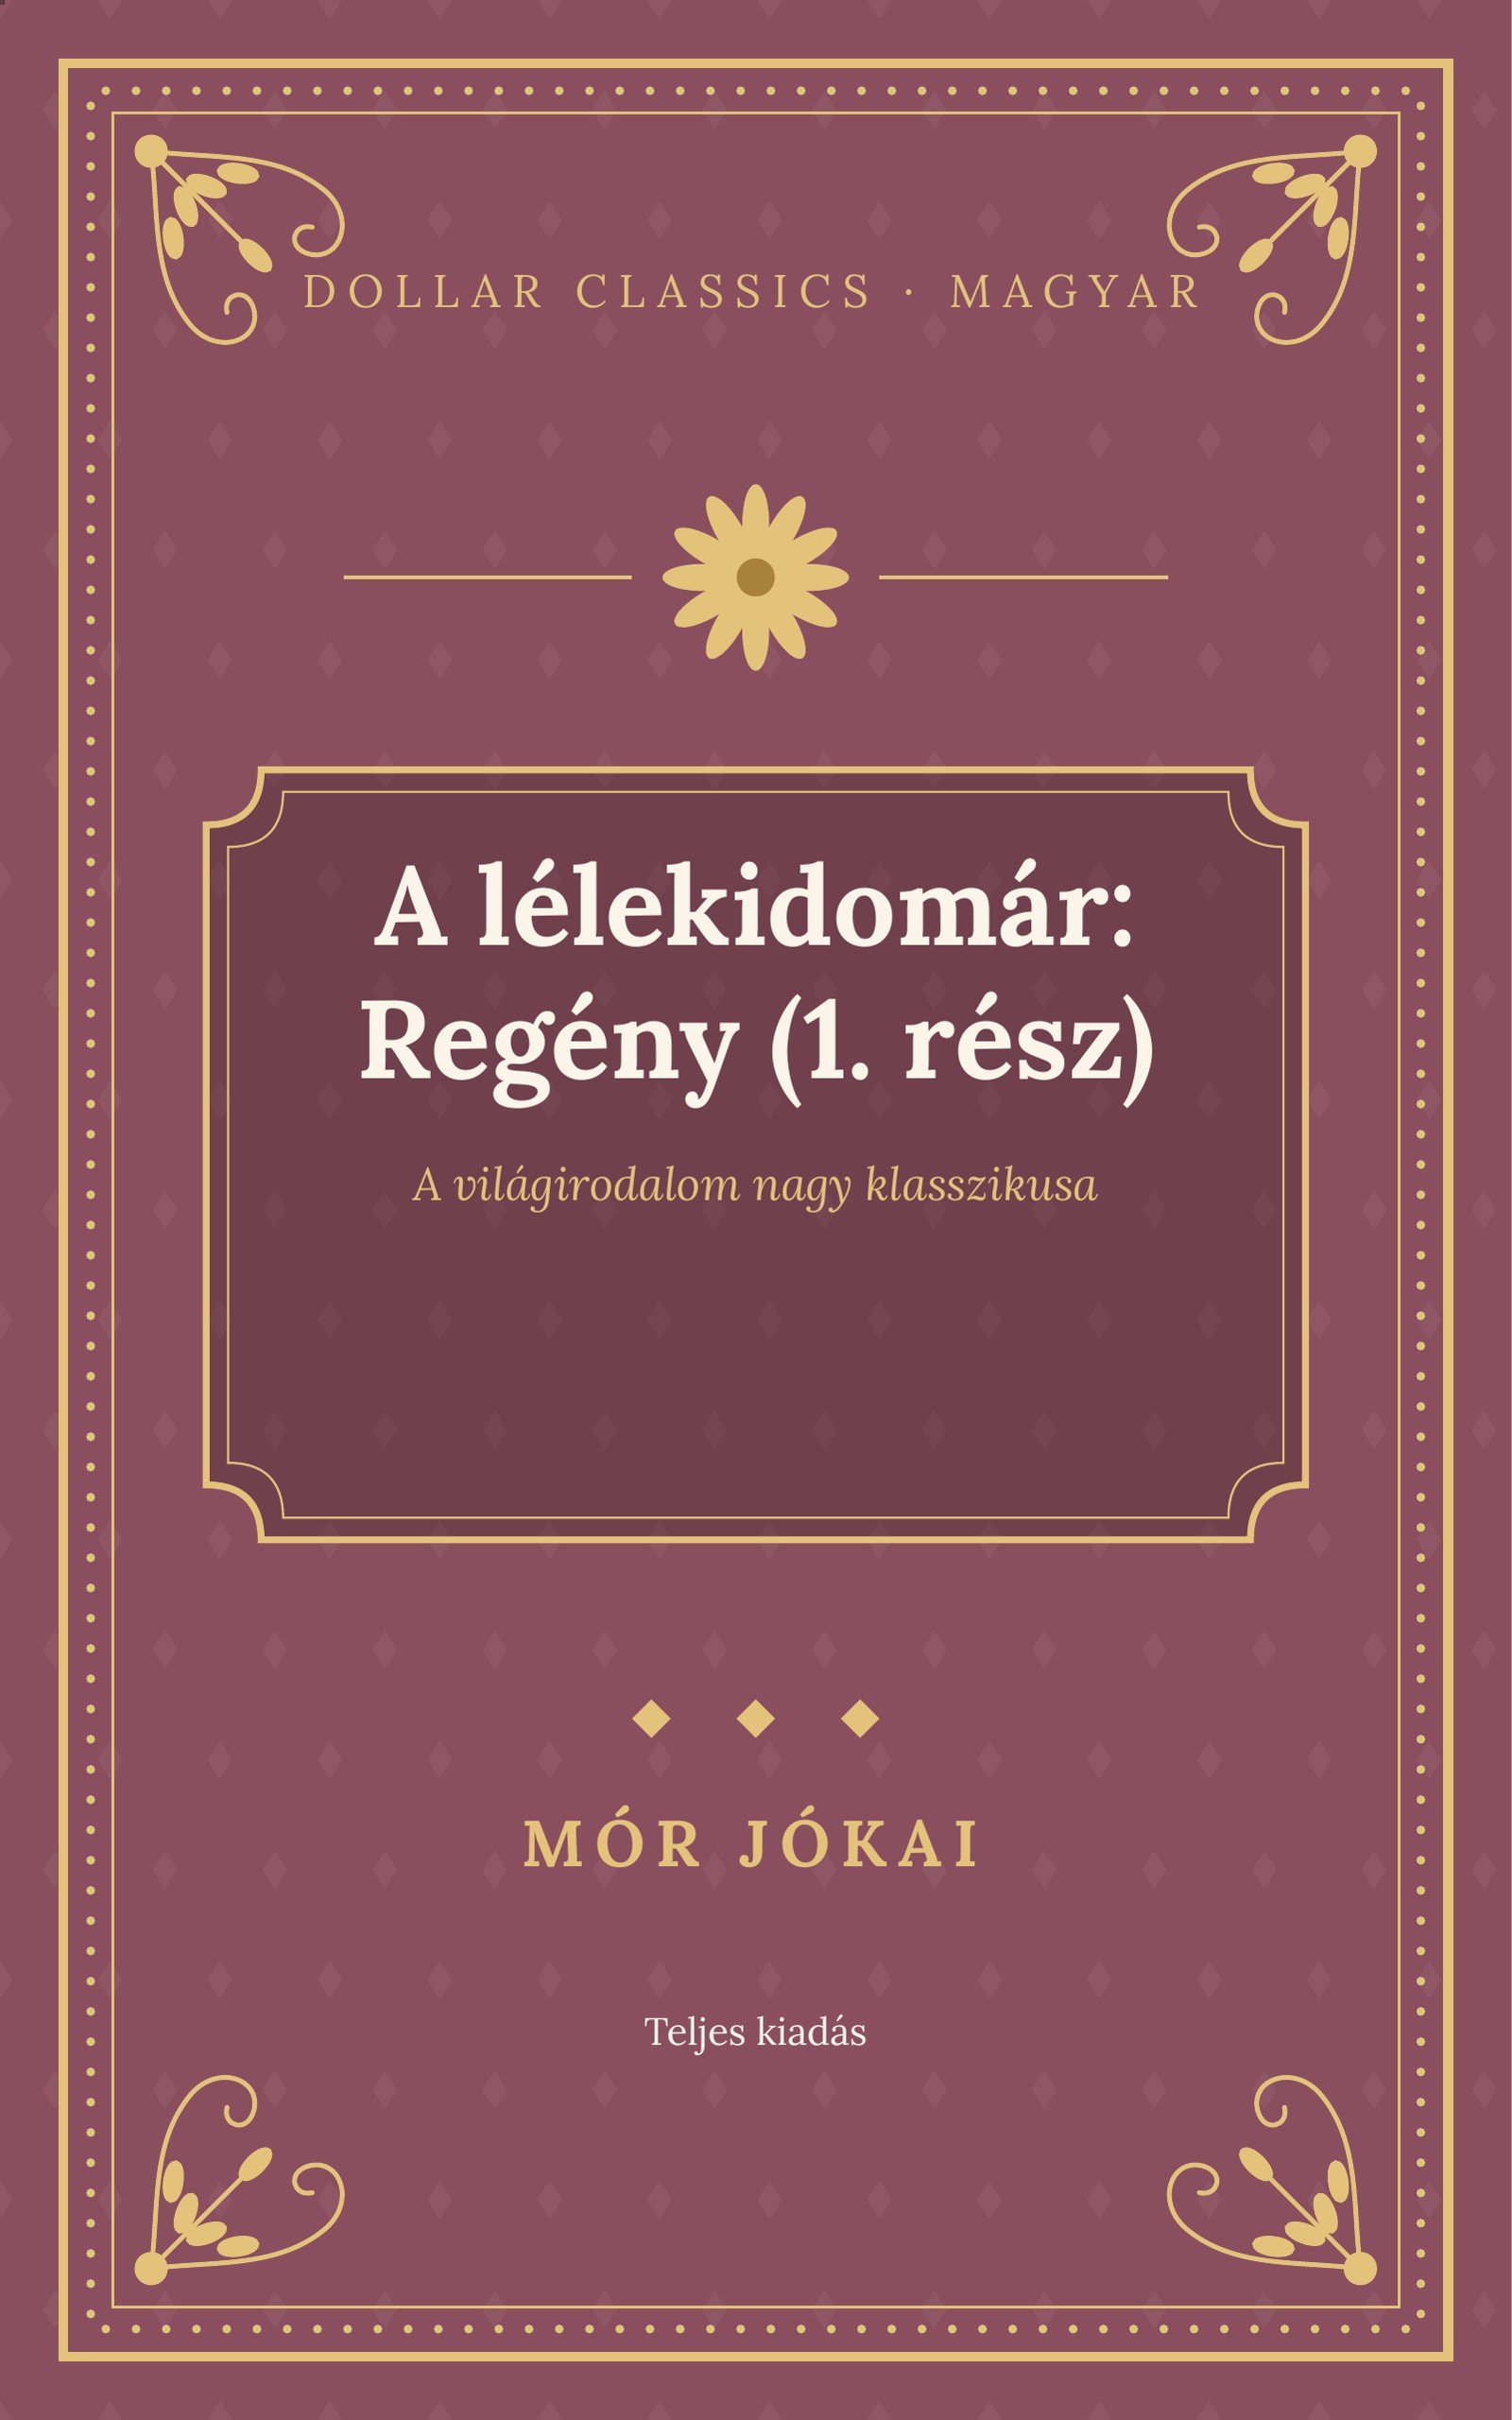 DOLLAR CLASSICS · MAGYAR
A lélekidomár:
Regény (1. rész)
A világirodalom nagy klasszikusa
MÓR JÓKAI
Teljes kiadás